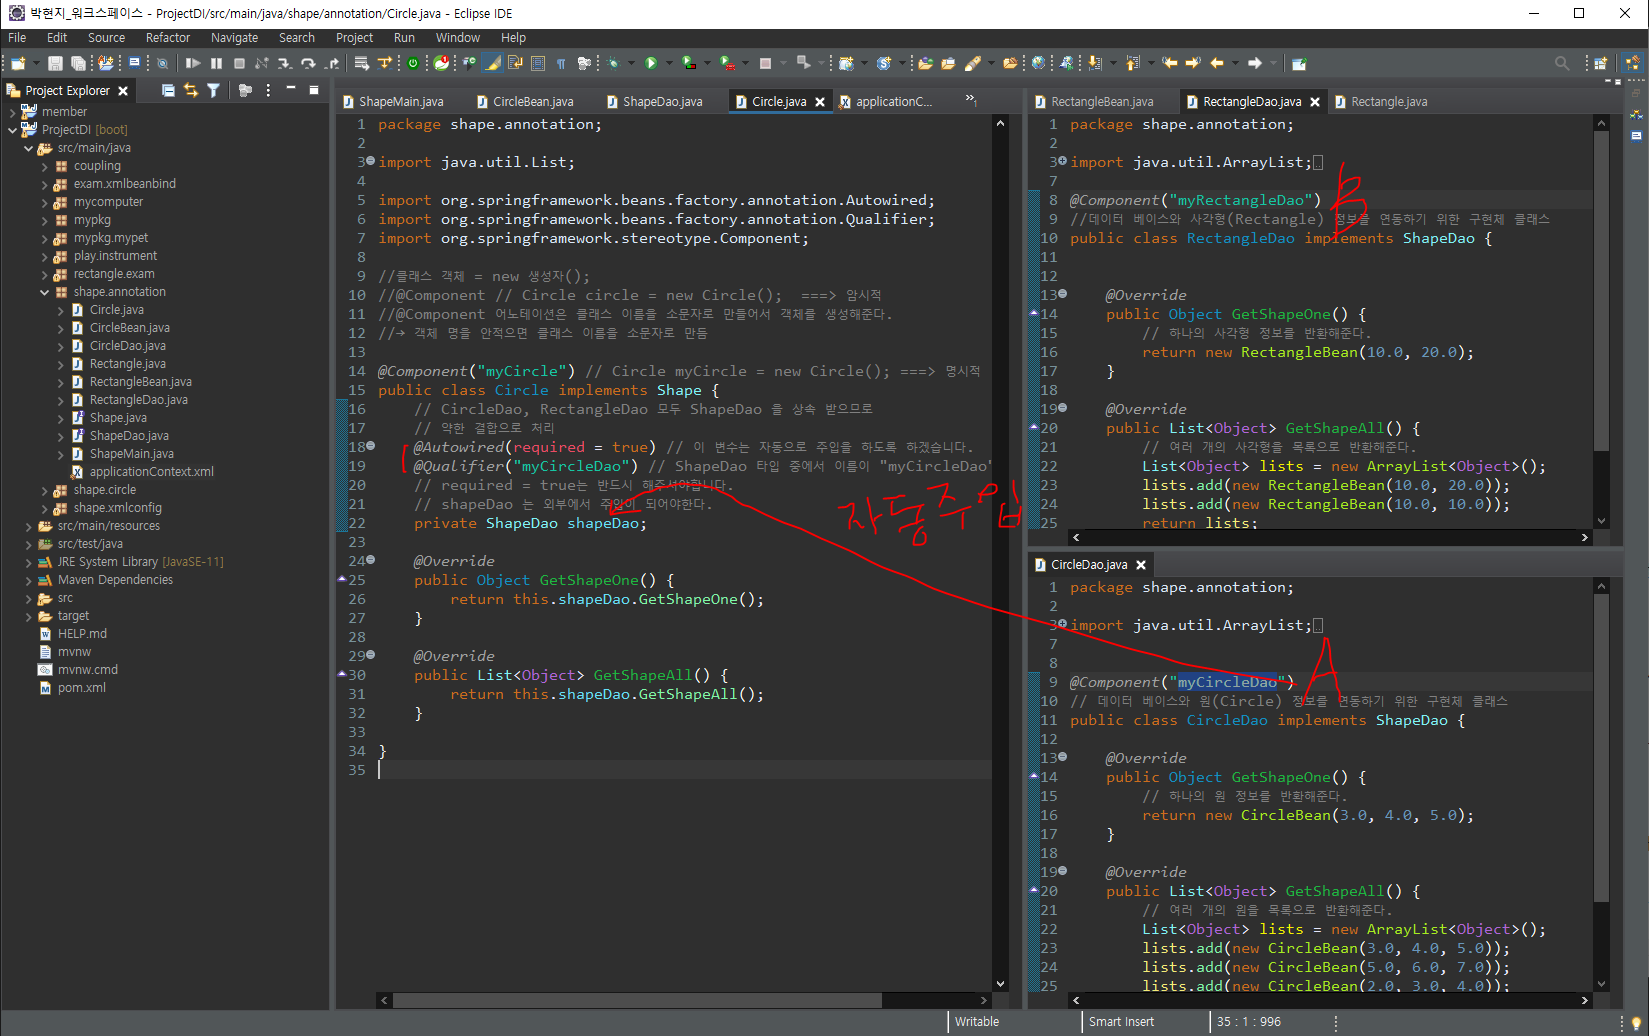 박현지_워크스페이스 - ProjectDI/src/main/java/shape/annotation/Circle.java - Eclipse IDE
File Edit Source Refactor Navigate Search Project Run Window Help
Project Explorer
member
ProjectDI [boot]
src/main/java
coupling
exam.xmlbeanbind
mycomputer
mypkg
mypkg.mypet
play.instrument
rectangle.exam
shape.annotation
Circle.java
CircleBean.java
CircleDao.java
Rectangle.java
RectangleBean.java
RectangleDao.java
Shape.java
ShapeDao.java
ShapeMain.java
applicationContext.xml
shape.circle
shape.xmlconfig
src/main/resources
src/test/java
JRE System Library [JavaSE-11]
Maven Dependencies
src
target
HELP.md
mvnw
mvnw.cmd
pom.xml
ShapeMain.java CircleBean.java ShapeDao.java Circle.java applicationC... »1
1 package shape.annotation;
2
3 import java.util.List;
4
5 import org.springframework.beans.factory.annotation.Autowired;
6 import org.springframework.beans.factory.annotation.Qualifier;
7 import org.springframework.stereotype.Component;
8
9 //클래스 객체 = new 생성자();
10 //@Component // Circle circle = new Circle(); ===> 암시적
11 //@Component 어노테이션은 클래스 이름을 소문자로 만들어서 객체를 생성해준다.
12 //→ 객체 명을 안적으면 클래스 이름을 소문자로 만듬
13
14 @Component("myCircle") // Circle myCircle = new Circle(); ===> 명시적
15 public class Circle implements Shape {
16 // CircleDao, RectangleDao 모두 ShapeDao 을 상속 받으므로
17 // 약한 결합으로 처리
18 @Autowired(required = true) // 이 변수는 자동으로 주입을 하도록 하겠습니다.
19 @Qualifier("myCircleDao") // ShapeDao 타입 중에서 이름이 "myCircleDao"
20 // required = true는 반드시 해주셔야합니다.
21 // shapeDao 는 외부에서 주입이 되어야한다.
22 private ShapeDao shapeDao;
23
24 @Override
25 public Object GetShapeOne() {
26 return this.shapeDao.GetShapeOne();
27 }
28
29 @Override
30 public List<Object> GetShapeAll() {
31 return this.shapeDao.GetShapeAll();
32 }
33
34 }
35
자동주입
RectangleBean.java RectangleDao.java Rectangle.java
1 package shape.annotation;
2
3 import java.util.ArrayList;
7
8 @Component("myRectangleDao") B
9 //데이터 베이스와 사각형(Rectangle) 정보를 연동하기 위한 구현체 클래스
10 public class RectangleDao implements ShapeDao {
11
12
13 @Override
14 public Object GetShapeOne() {
15 // 하나의 사각형 정보를 반환해준다.
16 return new RectangleBean(10.0, 20.0);
17 }
18
19 @Override
20 public List<Object> GetShapeAll() {
21 // 여러 개의 사각형을 목록으로 반환해준다.
22 List<Object> lists = new ArrayList<Object>();
23 lists.add(new RectangleBean(10.0, 20.0));
24 lists.add(new RectangleBean(10.0, 10.0));
25 return lists;
CircleDao.java
1 package shape.annotation;
2
3 import java.util.ArrayList;
7
8
9 @Component("myCircleDao") A
10 // 데이터 베이스와 원(Circle) 정보를 연동하기 위한 구현체 클래스
11 public class CircleDao implements ShapeDao {
12
13 @Override
14 public Object GetShapeOne() {
15 // 하나의 원 정보를 반환해준다.
16 return new CircleBean(3.0, 4.0, 5.0);
17 }
18
19 @Override
20 public List<Object> GetShapeAll() {
21 // 여러 개의 원을 목록으로 반환해준다.
22 List<Object> lists = new ArrayList<Object>();
23 lists.add(new CircleBean(3.0, 4.0, 5.0));
24 lists.add(new CircleBean(5.0, 6.0, 7.0));
25 lists.add(new CircleBean(2.0, 3.0, 4.0));
Writable Smart Insert 35 : 1 : 996